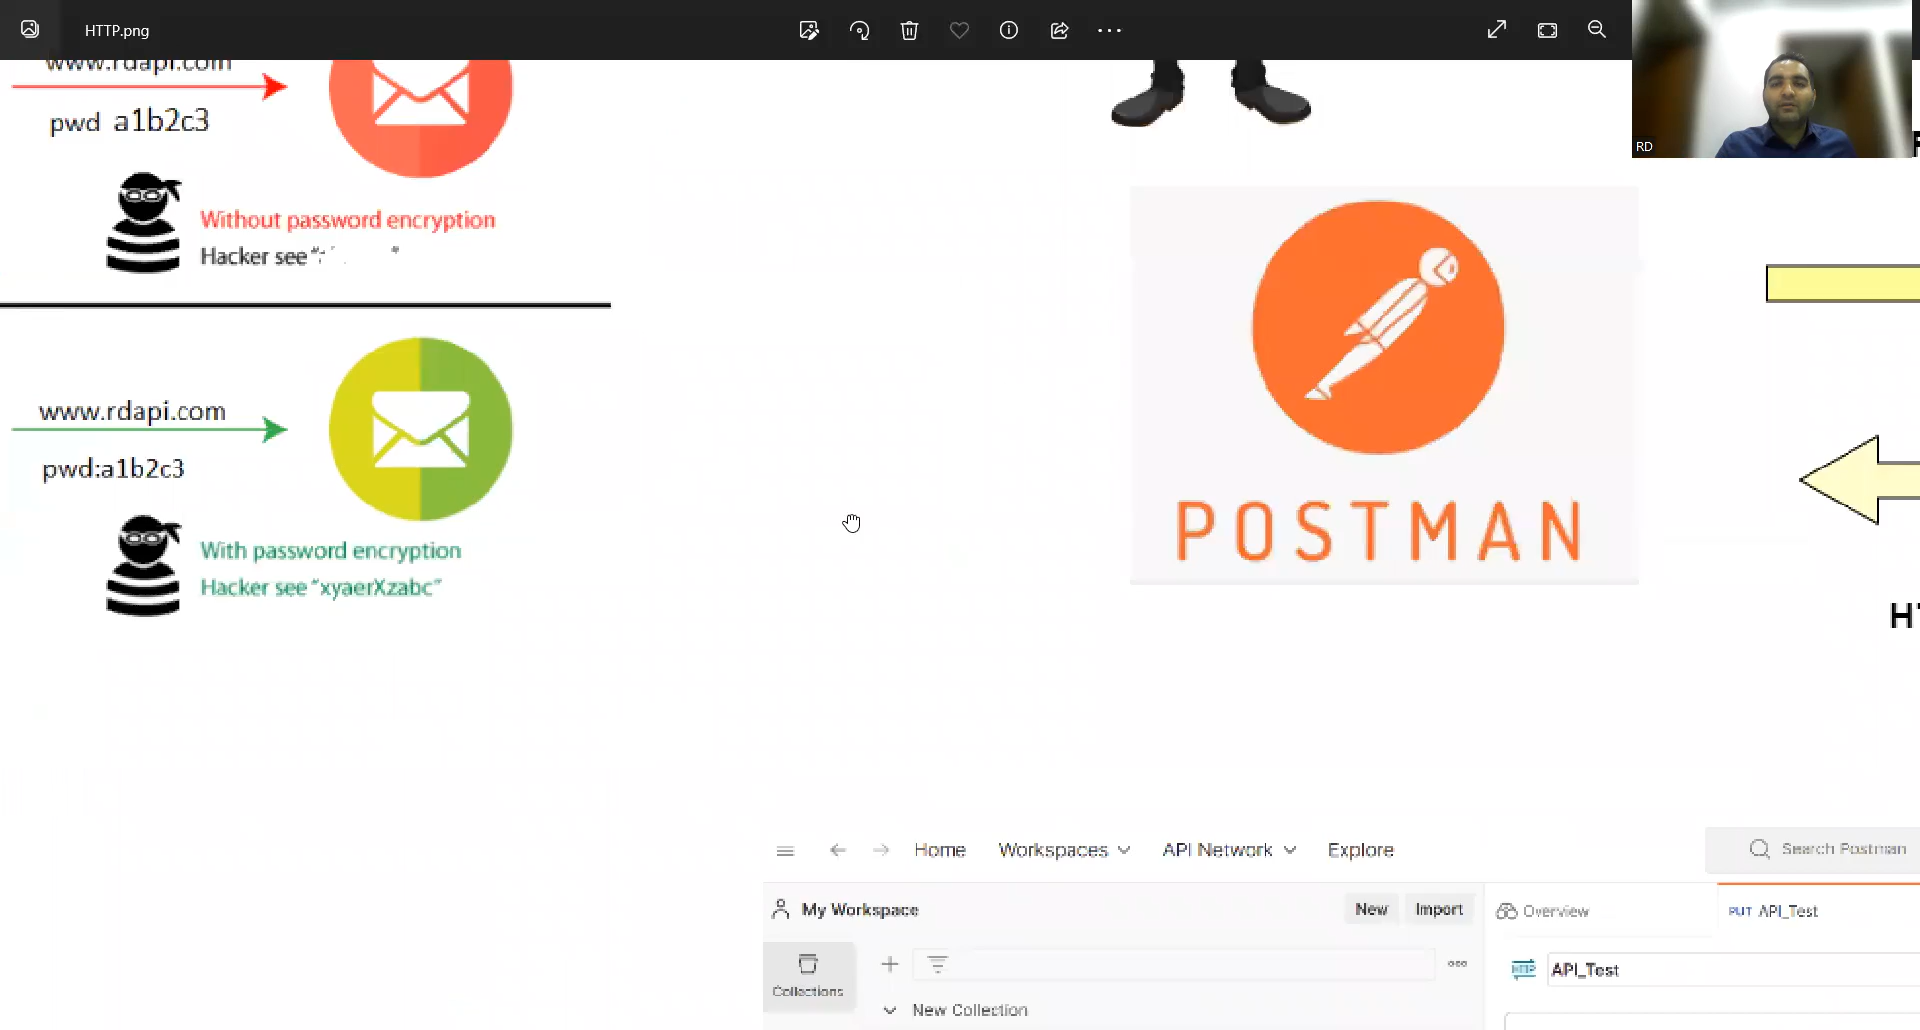 HTTP.png
www.rdapi.com
pwd a1b2c3
Without password encryption
Hacker see "
www.rdapi.com
pwd:a1b2c3
With password encryption
Hacker see "xyaerXzabc"
RD
POSTMAN
Home Workspaces API Network Explore
Search Postman
My Workspace New Import
Overview
PUT API_Test
HTTP API_Test
Collections
New Collection